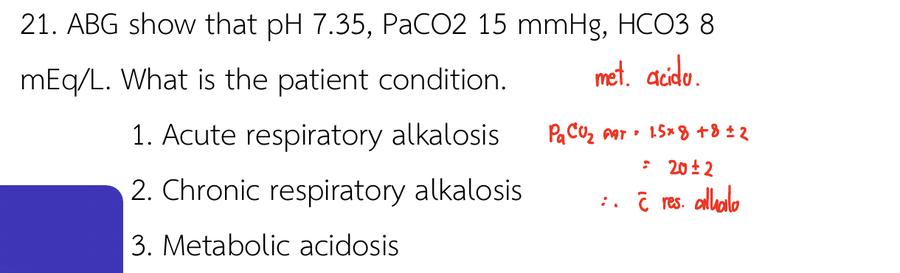 21. ABG show that pH 7.35, PaCO2 15 mmHg, HCO3 8
mEq/L. What is the patient condition.
met. acido.
1. Acute respiratory alkalosis
PaCO2 = 1.5×8 +8 ± 2
= 20±2
2. Chronic respiratory alkalosis
∴ c̄ res. alkalo
3. Metabolic acidosis